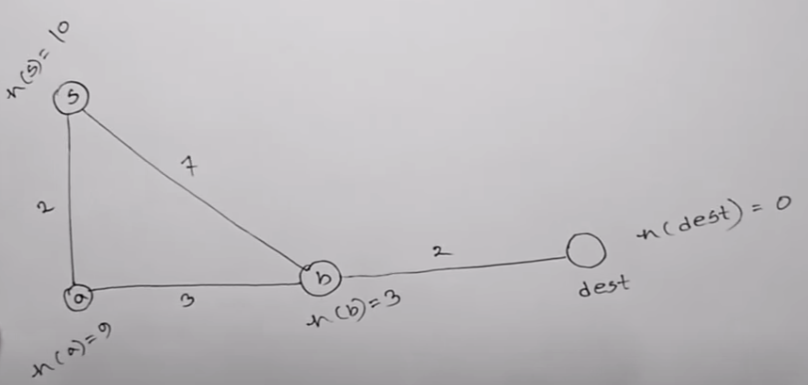 h(s)= 10
s
7
2
a
3
b
2
dest
h(a)=9
h(b)=3
h(dest) = 0